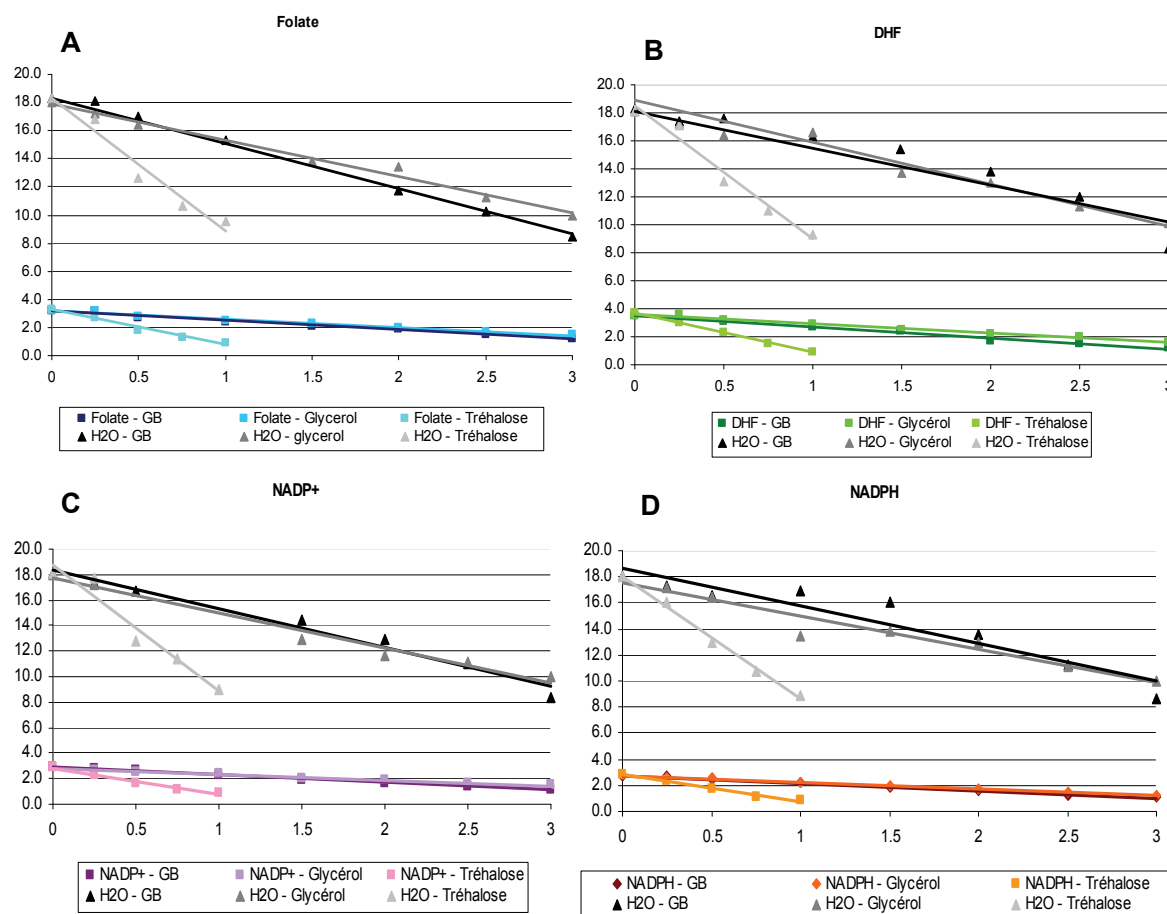 Folate
A
20.0
18.0
16.0
14.0
12.0
10.0
8.0
6.0
4.0
2.0
0.0
0 0.5 1 1.5 2 2.5 3
Folate - GB Folate - Glycerol Folate - Tréhalose
H2O - GB H2O - glycerol H2O - Tréhalose
DHF
B
20.0
18.0
16.0
14.0
12.0
10.0
8.0
6.0
4.0
2.0
0.0
0 0.5 1 1.5 2 2.5 3
DHF - GB DHF - Glycérol DHF - Tréhalose
H2O - GB H2O - Glycérol H2O - Tréhalose
NADP+
C
20.0
18.0
16.0
14.0
12.0
10.0
8.0
6.0
4.0
2.0
0.0
0 0.5 1 1.5 2 2.5 3
NADP+ - GB NADP+ - Glycérol NADP+ - Tréhalose
H2O - GB H2O - Glycérol H2O - Tréhalose
NADPH
D
20.0
18.0
16.0
14.0
12.0
10.0
8.0
6.0
4.0
2.0
0.0
0 0.5 1 1.5 2 2.5 3
NADPH - GB NADPH - Glycérol NADPH - Tréhalose
H2O - GB H2O - Glycérol H2O - Tréhalose